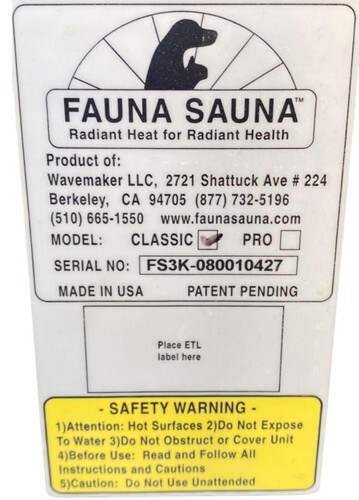 FAUNA SAUNA™
Radiant Heat for Radiant Health
Product of:
Wavemaker LLC, 2721 Shattuck Ave # 224
Berkeley, CA 94705 (877) 732-5196
(510) 665-1550 www.faunasauna.com
MODEL: CLASSIC PRO
SERIAL NO: FS3K-080010427
MADE IN USA PATENT PENDING
Place ETL
label here
- SAFETY WARNING -
1)Attention: Hot Surfaces 2)Do Not Expose
To Water 3)Do Not Obstruct or Cover Unit
4)Before Use: Read and Follow All
Instructions and Cautions
5)Caution: Do Not Use Unattended